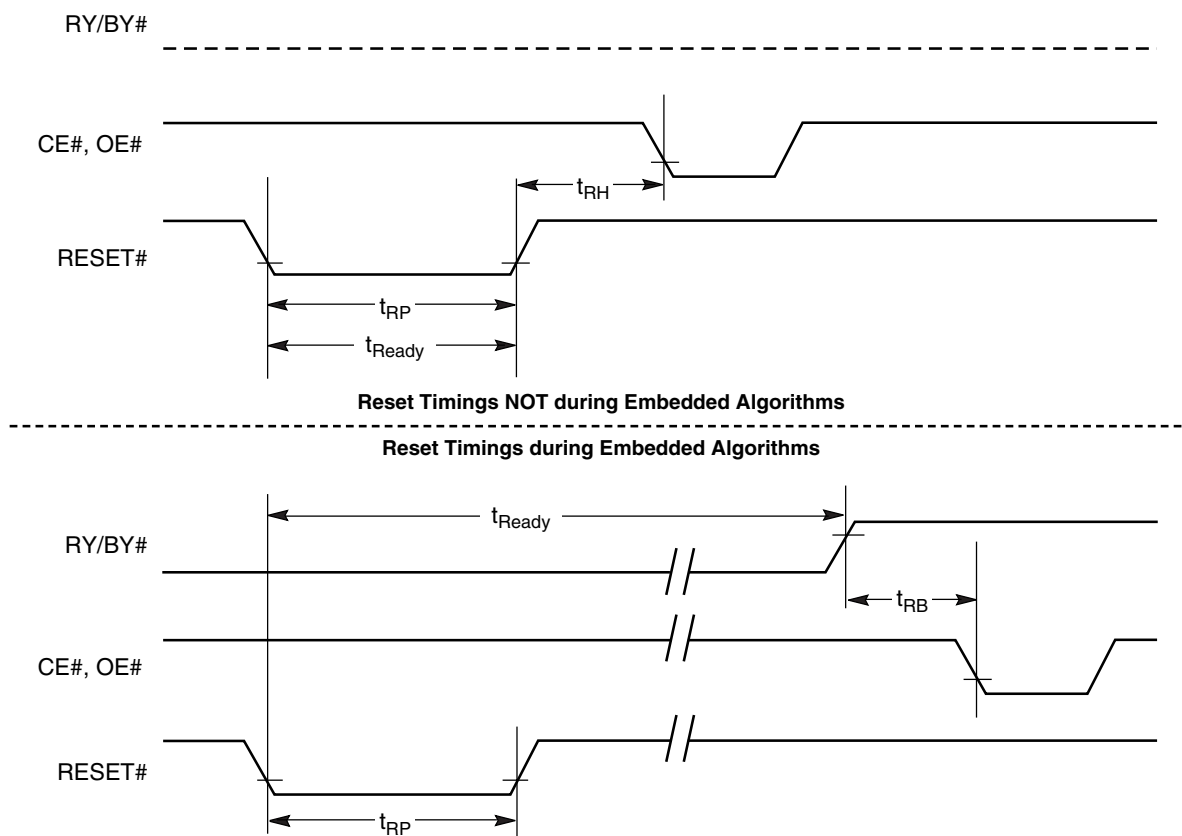 RY/BY#
CE#, OE#
tRH
RESET#
tRP
tReady
Reset Timings NOT during Embedded Algorithms
Reset Timings during Embedded Algorithms
tReady
RY/BY#
tRB
CE#, OE#
RESET#
tRP